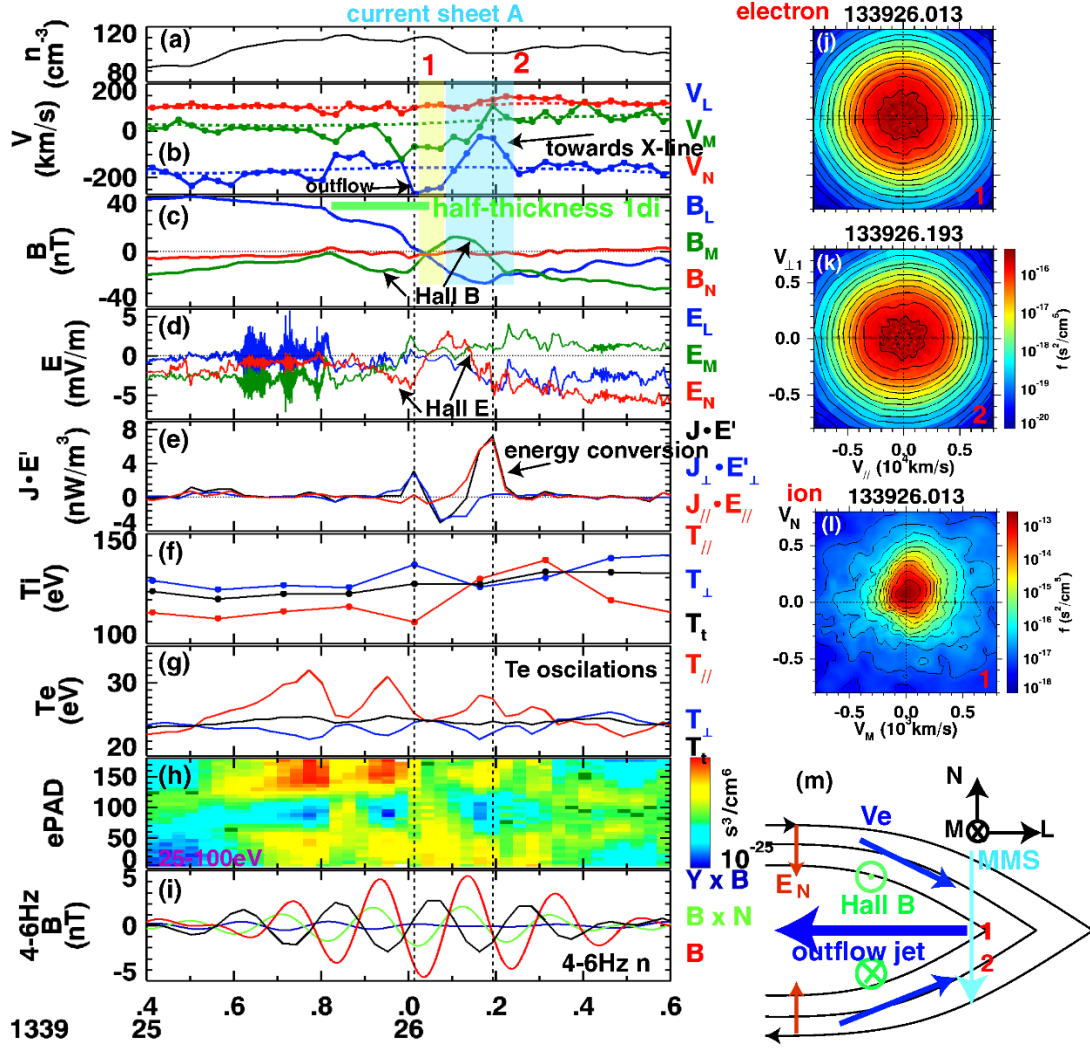 current sheet A
electron
133926.013
(a)
n⁻³
(cm⁻³)
120
80
1
2
(b)
V
(km/s)
200
0
-200
outflow
towards X-line
V_L
V_M
V_N
(c)
half-thickness 1di
B
(nT)
40
0
-40
Hall B
B_L
B_M
B_N
(d)
E
(mV/m)
5
0
-5
Hall E
E_L
E_M
E_N
(e)
J•E'
(nW/m³)
8
4
0
-4
energy conversion
J•E'
J⊥•E'⊥
J//•E//
(f)
Ti
(eV)
150
100
T//
T⊥
Tt
(g)
Te oscilations
Te
(eV)
30
20
T//
T⊥
Tt
(h)
ePAD
150
100
50
0
25-100eV
s³/cm⁶
10⁻²⁵
(i)
4-6Hz
B
(nT)
5
0
-5
4-6Hz n
Y x B
B x N
B
.4 .6 .8 .0 .2 .4 .6
1339 25 26
(j)
1
133926.193
(k)
V⊥1
0.5
0.0
-0.5
2
-0.5 0.0 0.5
V// (10⁴km/s)
10⁻¹⁶
10⁻¹⁷
10⁻¹⁸
10⁻¹⁹
10⁻²⁰
f (s³/cm⁶)
ion
133926.013
(l)
V_N
0.5
0.0
-0.5
1
-0.5 0.0 0.5
V_M (10³km/s)
10⁻¹³
10⁻¹⁴
10⁻¹⁵
10⁻¹⁶
10⁻¹⁷
10⁻¹⁸
f (s²/cm⁵)
(m)
N
M
L
Ve
MMS
E_N
Hall B
1
outflow jet
2